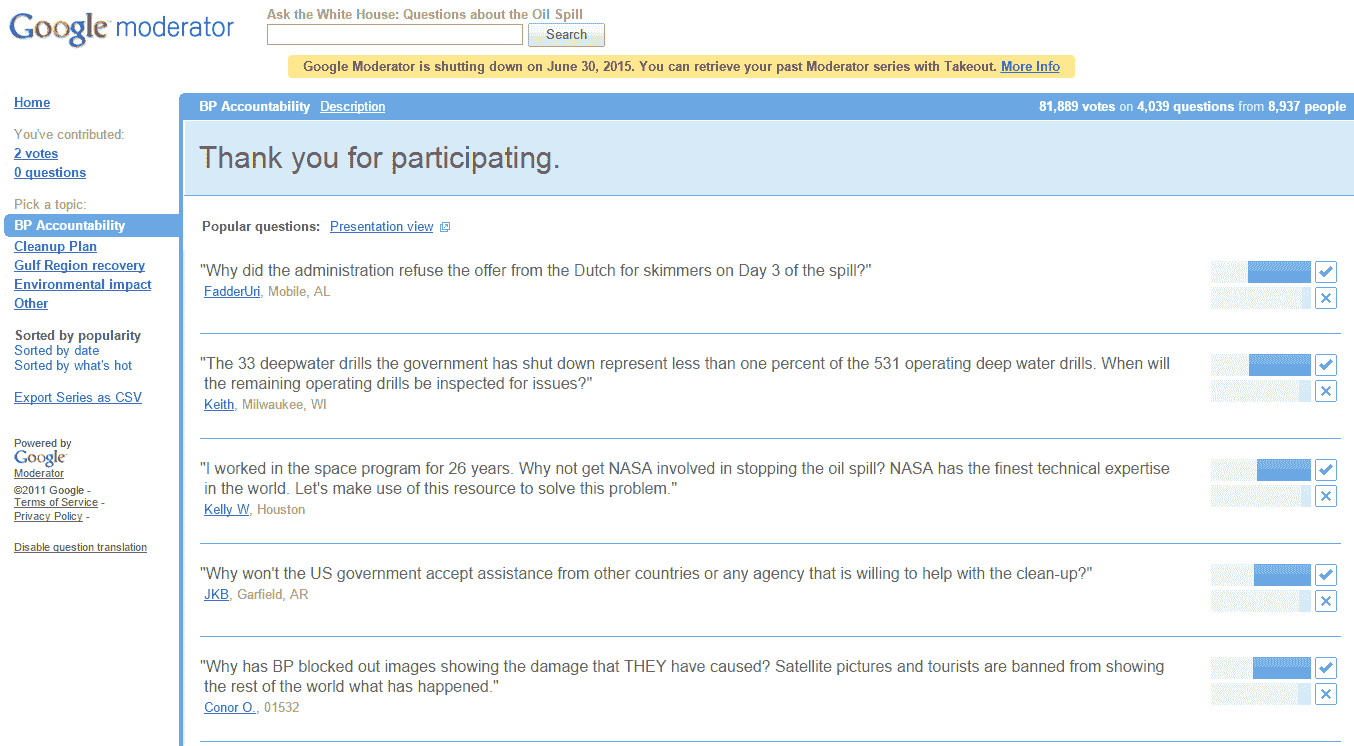 Google moderator
Ask the White House: Questions about the Oil Spill
Search
Google Moderator is shutting down on June 30, 2015. You can retrieve your past Moderator series with Takeout. More Info
Home
You've contributed:
2 votes
0 questions
Pick a topic:
BP Accountability
Cleanup Plan
Gulf Region recovery
Environmental impact
Other
Sorted by popularity
Sorted by date
Sorted by what's hot
Export Series as CSV
Powered by
Google
Moderator
©2011 Google -
Terms of Service -
Privacy Policy -
Disable question translation
BP Accountability Description
81,889 votes on 4,039 questions from 8,937 people
Thank you for participating.
Popular questions: Presentation view
"Why did the administration refuse the offer from the Dutch for skimmers on Day 3 of the spill?"
FadderUri, Mobile, AL
"The 33 deepwater drills the government has shut down represent less than one percent of the 531 operating deep water drills. When will
the remaining operating drills be inspected for issues?"
Keith, Milwaukee, WI
"I worked in the space program for 26 years. Why not get NASA involved in stopping the oil spill? NASA has the finest technical expertise
in the world. Let's make use of this resource to solve this problem."
Kelly W, Houston
"Why won't the US government accept assistance from other countries or any agency that is willing to help with the clean-up?"
JKB, Garfield, AR
"Why has BP blocked out images showing the damage that THEY have caused? Satellite pictures and tourists are banned from showing
the rest of the world what has happened."
Conor O., 01532